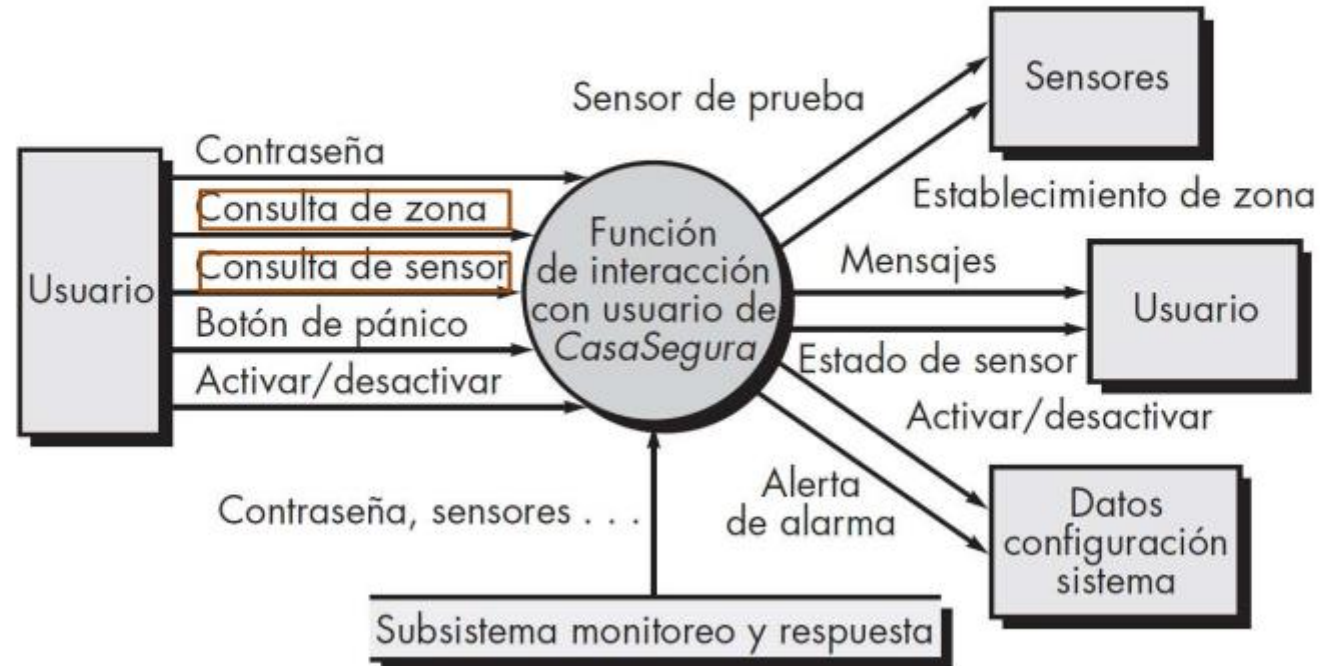 Sensores
Sensor de prueba
Contraseña
Consulta de zona
Establecimiento de zona
Función
de interacción
con usuario de
CasaSegura
Consulta de sensor
Mensajes
Usuario
Usuario
Botón de pánico
Estado de sensor
Activar/desactivar
Activar/desactivar
Alerta
de alarma
Contraseña, sensores . . .
Datos
configuración
sistema
Subsistema monitoreo y respuesta